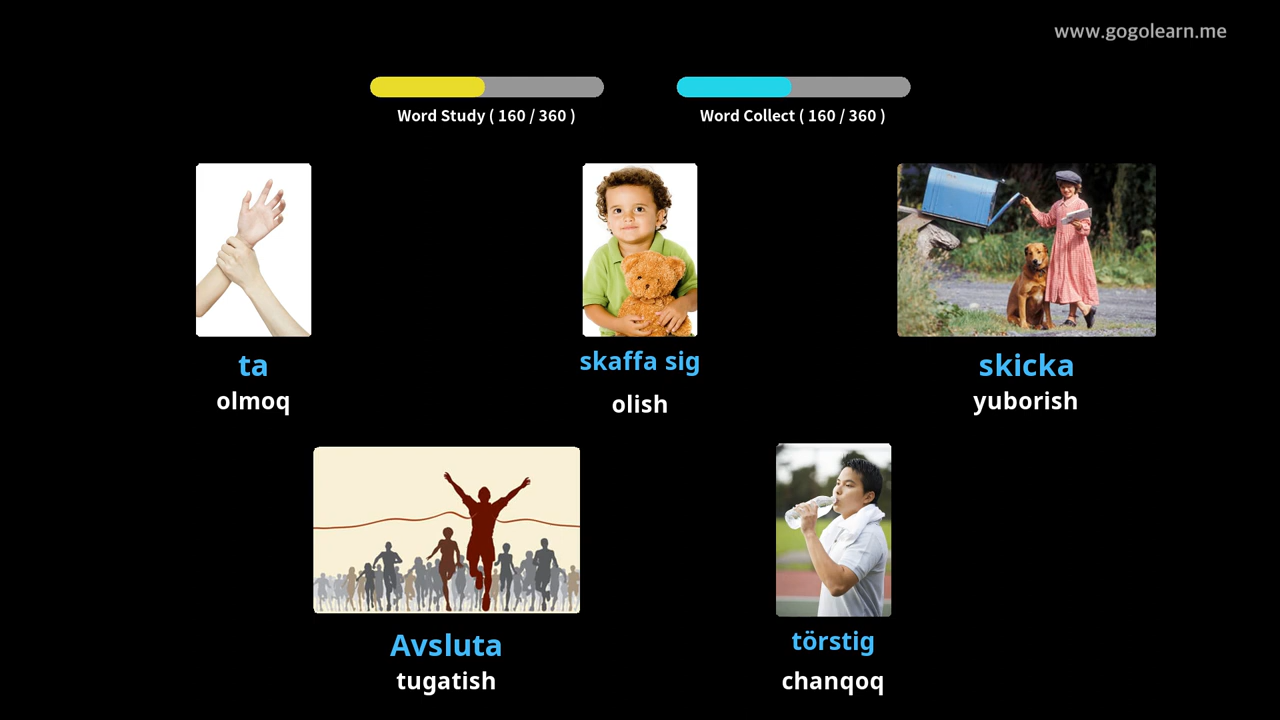 www.gogolearn.me
Word Study ( 160 / 360 )
Word Collect ( 160 / 360 )
ta
olmoq
skaffa sig
olish
skicka
yuborish
Avsluta
tugatish
törstig
chanqoq